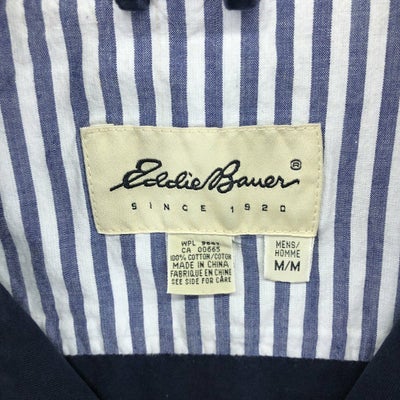 Eddie Bauer®
SINCE 1920
WPL 9641
CA 00665
100% COTTON/COTON
MADE IN CHINA
FABRIQUE EN CHINE
SEE SIDE FOR CARE
MENS/
HOMME
M/M